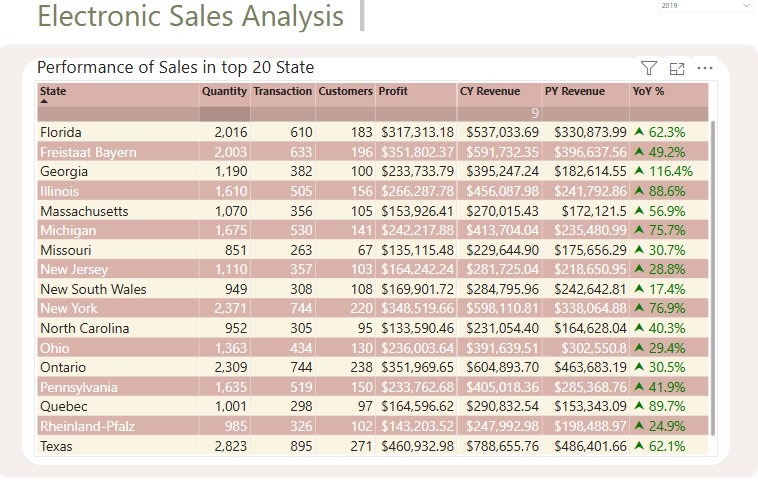 2019
Electronic Sales Analysis
Performance of Sales in top 20 State
State Quantity Transaction Customers Profit CY Revenue PY Revenue YoY %
9
Florida 2,016 610 183 $317,313.18 $537,033.69 $330,873.99 62.3%
Freistaat Bayern 2,003 633 196 $351,802.37 $591,732.35 $396,637.56 49.2%
Georgia 1,190 382 100 $233,733.79 $395,247.24 $182,614.55 116.4%
Illinois 1,610 505 156 $266,287.78 $456,087.98 $241,792.86 88.6%
Massachusetts 1,070 356 105 $153,926.41 $270,015.43 $172,121.5 56.9%
Michigan 1,675 530 141 $242,217.88 $413,704.04 $235,480.99 75.7%
Missouri 851 263 67 $135,115.48 $229,644.90 $175,656.29 30.7%
New Jersey 1,110 357 103 $164,242.24 $281,725.04 $218,650.95 28.8%
New South Wales 949 308 108 $169,901.72 $284,795.96 $242,642.81 17.4%
New York 2,371 744 220 $348,519.66 $598,110.81 $338,064.88 76.9%
North Carolina 952 305 95 $133,590.46 $231,054.40 $164,628.04 40.3%
Ohio 1,363 434 130 $236,003.64 $391,639.51 $302,550.8 29.4%
Ontario 2,309 744 238 $351,969.65 $604,893.70 $463,683.19 30.5%
Pennsylvania 1,635 519 150 $233,762.68 $405,018.36 $285,368.76 41.9%
Quebec 1,001 298 97 $164,596.62 $290,832.54 $153,343.09 89.7%
Rheinland-Pfalz 985 326 102 $143,203.52 $247,992.98 $198,488.97 24.9%
Texas 2,823 895 271 $460,932.98 $788,655.76 $486,401.66 62.1%